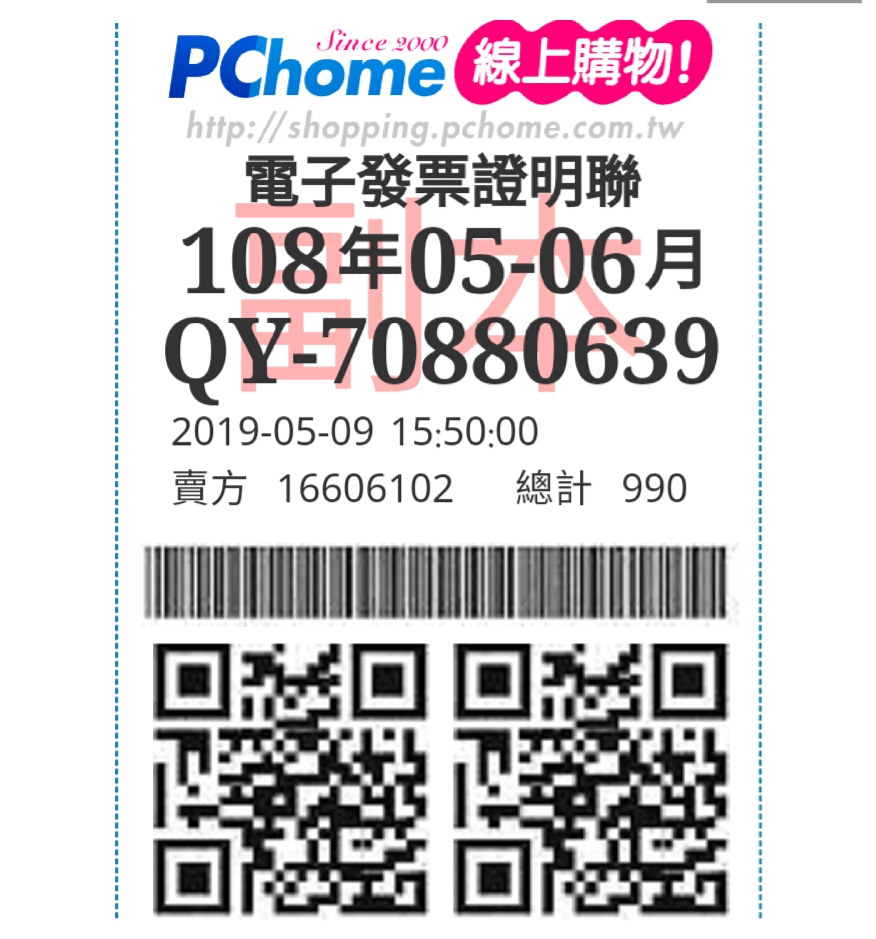 Since 2000
PChome 線上購物!
http://shopping.pchome.com.tw
電子發票證明聯
副本
108年05-06月
QY-70880639
2019-05-09 15:50:00
賣方 16606102 總計 990